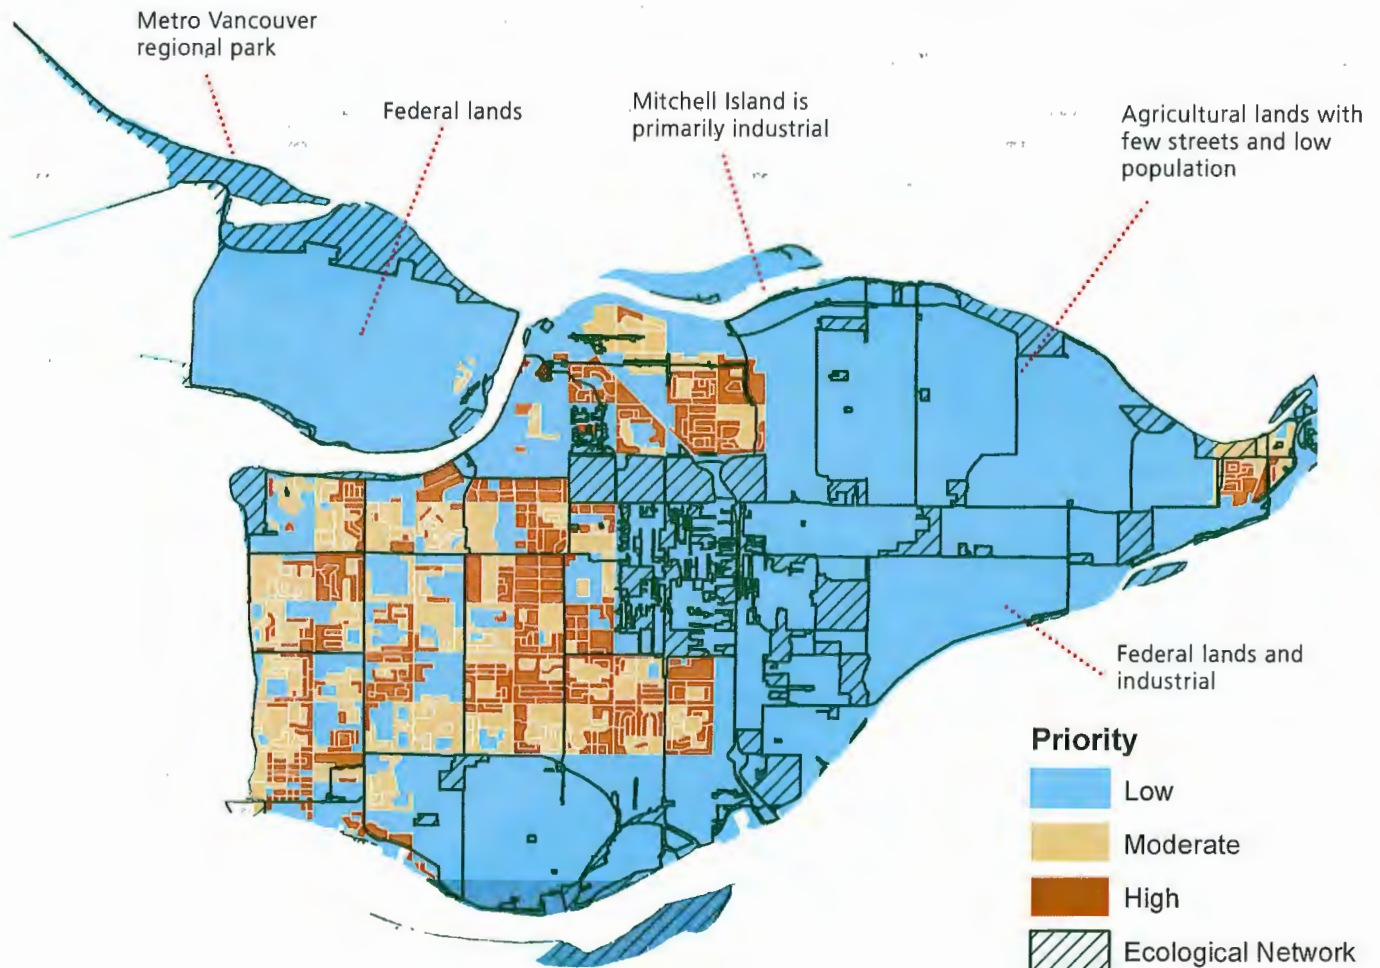 Metro Vancouver
regional park
Federal lands
Mitchell Island is
primarily industrial
Agricultural lands with
few streets and low
population
Federal lands and
industrial
Priority
Low
Moderate
High
Ecological Network